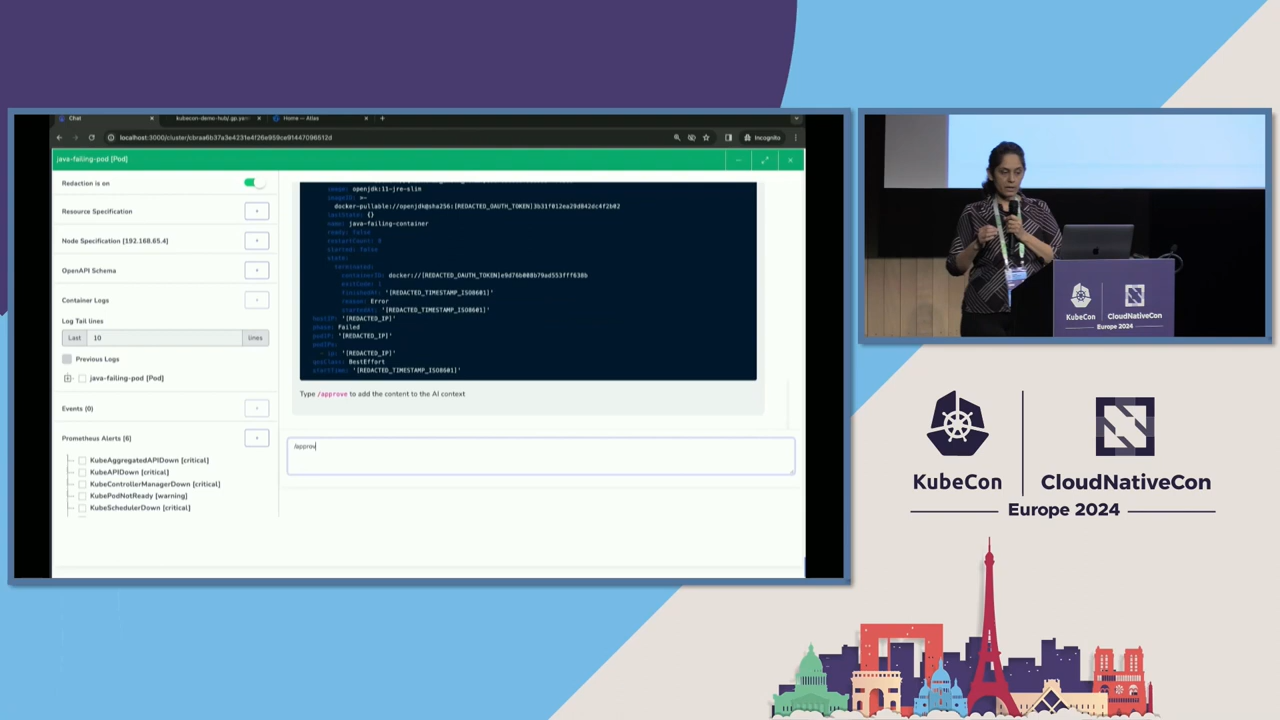 Chat
kubecon-demo-hub/.gp.yam
Home — Atlas
localhost:3000/cluster/cbraa6b37a3e4231e4f26e959ce91447096512d
Incognito
java-failing-pod [Pod]
Redaction is on
Resource Specification
Node Specification [192.168.65.4]
OpenAPI Schema
Container Logs
Log Tail lines
Last 10 lines
Previous Logs
java-failing-pod [Pod]
Events (0)
Prometheus Alerts (6)
KubeAggregatedAPIDown [critical]
KubeAPIDown [critical]
KubeControllerManagerDown [critical]
KubePodNotReady [warning]
KubeSchedulerDown [critical]
image: openjdk:11-jre-slim
imageID: >-
docker-pullable://openjdk@sha256:[REDACTED_OAUTH_TOKEN]3b31f012ea29d842dc4f2b02
lastState: {}
name: java-failing-container
ready: false
restartCount: 0
started: false
state:
terminated:
containerID: docker://[REDACTED_OAUTH_TOKEN]e9d76b008b79ad553fff638b
exitCode: 1
finishedAt: '[REDACTED_TIMESTAMP_ISO8601]'
reason: Error
startedAt: '[REDACTED_TIMESTAMP_ISO8601]'
hostIP: '[REDACTED_IP]'
phase: Failed
podIP: '[REDACTED_IP]'
podIPs:
- ip: '[REDACTED_IP]'
qosClass: BestEffort
startTime: '[REDACTED_TIMESTAMP_ISO8601]'
Type /approve to add the content to the AI context
/approv
KubeCon
CloudNativeCon
Europe 2024
KubeCon
CloudNativeCon
Europe 2024